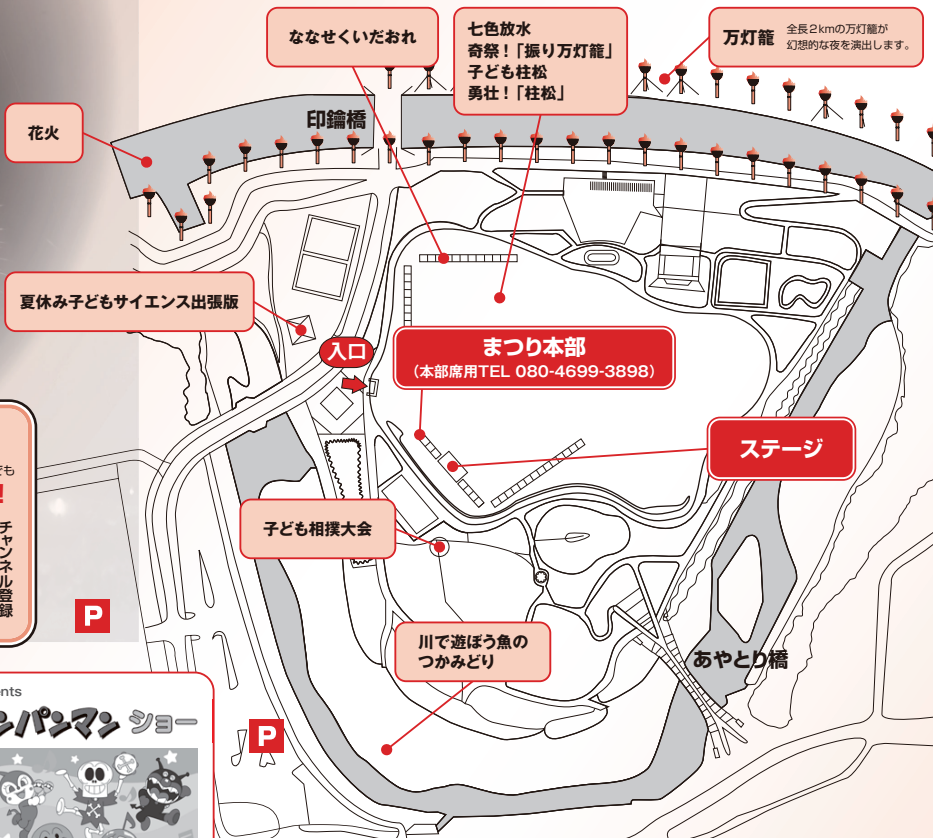 ななせくいだおれ
七色放水
奇祭！「振り万灯籠」
子ども柱松
勇壮！「柱松」
万灯籠
全長2kmの万灯籠が
幻想的な夜を演出します。
花火
印鑰橋
夏休み子どもサイエンス出張版
入口
まつり本部
（本部席用TEL 080-4699-3898）
ステージ
子ども相撲大会
川で遊ぼう魚の
つかみどり
あやとり橋
P
P
!
チャンネル登録
ents
ンパンマン ショー